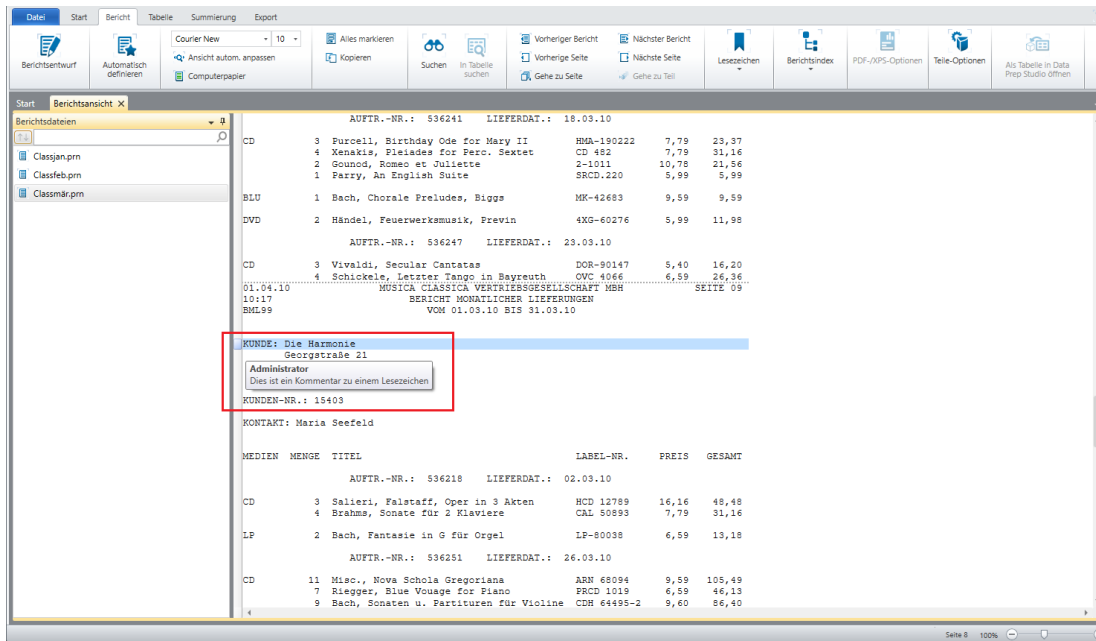 Datei Start Bericht Tabelle Summierung Export
Courier New 10 Alles markieren Vorheriger Bericht Nächster Bericht
Ansicht autom. anpassen Kopieren Vorherige Seite Nächste Seite
Computerpapier Gehe zu Seite Gehe zu Teil
Berichtsentwurf Automatisch definieren Suchen In Tabelle suchen Lesezeichen Berichtsindex PDF-/XPS-Optionen Teile-Optionen Als Tabelle in Data Prep Studio öffnen
Start Berichtsansicht
Berichtsdateien
Classjan.prn
Classfeb.prn
Classmär.prn
AUFTR.-NR.: 536241 LIEFERDAT.: 18.03.10
CD 3 Purcell, Birthday Ode for Mary II HMA-190222 7,79 23,37
4 Xenakis, Pleiades for Perc. Sextet CD 482 7,79 31,16
2 Gounod, Romeo et Juliette 2-1011 10,78 21,56
1 Parry, An English Suite SRCD.220 5,99 5,99
BLU 1 Bach, Chorale Preludes, Biggs MK-42683 9,59 9,59
DVD 2 Händel, Feuerwerksmusik, Previn 4XG-60276 5,99 11,98
AUFTR.-NR.: 536247 LIEFERDAT.: 23.03.10
CD 3 Vivaldi, Secular Cantatas DOR-90147 5,40 16,20
4 Schickele, Letzter Tango in Bayreuth OVC 4066 6,59 26,36
01.04.10 MUSICA CLASSICA VERTRIEBSGESELLSCHAFT MBH SEITE 09
10:17 BERICHT MONATLICHER LIEFERUNGEN
BML99 VOM 01.03.10 BIS 31.03.10
KUNDE: Die Harmonie
Georgstraße 21
Administrator
Dies ist ein Kommentar zu einem Lesezeichen
KUNDEN-NR.: 15403
KONTAKT: Maria Seefeld
MEDIEN MENGE TITEL LABEL-NR. PREIS GESAMT
AUFTR.-NR.: 536218 LIEFERDAT.: 02.03.10
CD 3 Salieri, Falstaff, Oper in 3 Akten HCD 12789 16,16 48,48
4 Brahms, Sonate für 2 Klaviere CAL 50893 7,79 31,16
LP 2 Bach, Fantasie in G für Orgel LP-80038 6,59 13,18
AUFTR.-NR.: 536251 LIEFERDAT.: 26.03.10
CD 11 Misc., Nova Schola Gregoriana ARN 68094 9,59 105,49
7 Riegger, Blue Vouage for Piano PRCD 1019 6,59 46,13
9 Bach, Sonaten u. Partituren für Violine CDH 64495-2 9,60 86,40
Seite 8 100%